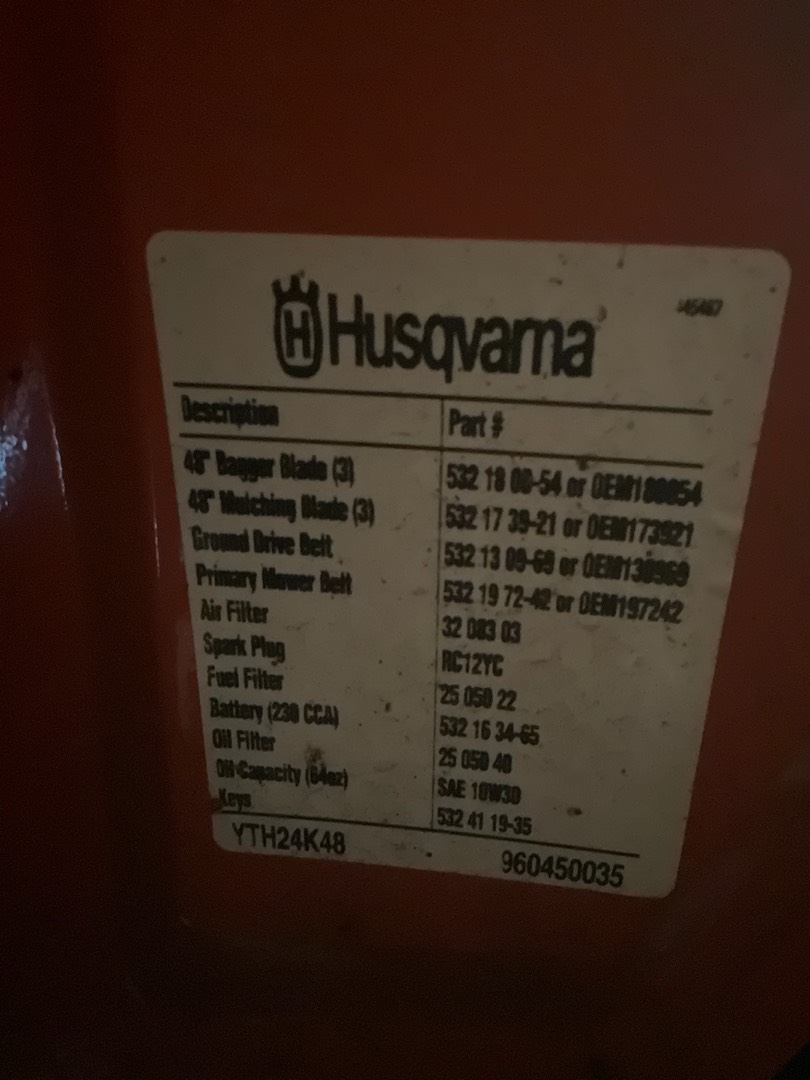 Husqvarna
Description Part #
48" Bagger Blade (3) 532 18 00-54 or OEM180054
48" Mulching Blade (3) 532 17 39-21 or OEM173921
Ground Drive Belt 532 13 09-69 or OEM130969
Primary Mower Belt 532 19 72-42 or OEM197242
Air Filter 32 083 03
Spark Plug RC12YC
Fuel Filter 25 050 22
Battery (230 CCA) 532 16 34-65
Oil Filter 25 050 40
Oil Capacity (64oz) SAE 10W30
Keys 532 41 19-35
YTH24K48 960450035